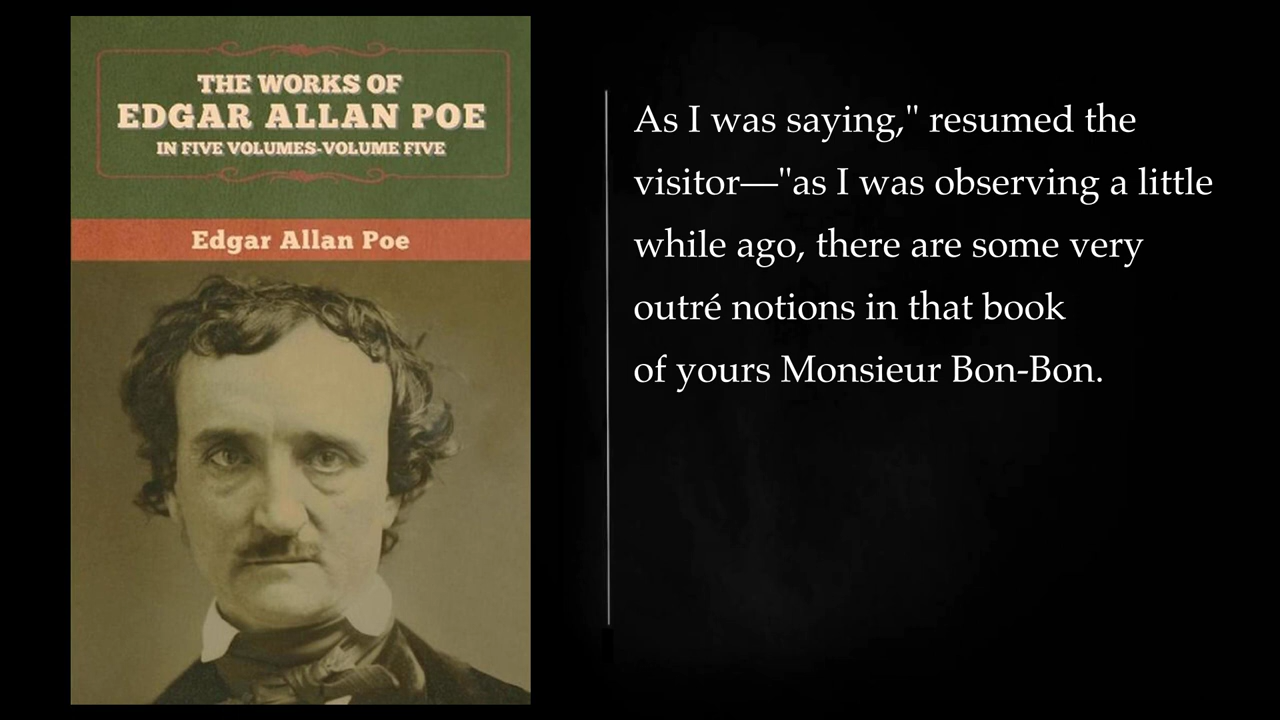 THE WORKS OF
EDGAR ALLAN POE
IN FIVE VOLUMES-VOLUME FIVE
Edgar Allan Poe
As I was saying," resumed the
visitor—"as I was observing a little
while ago, there are some very
outré notions in that book
of yours Monsieur Bon-Bon.